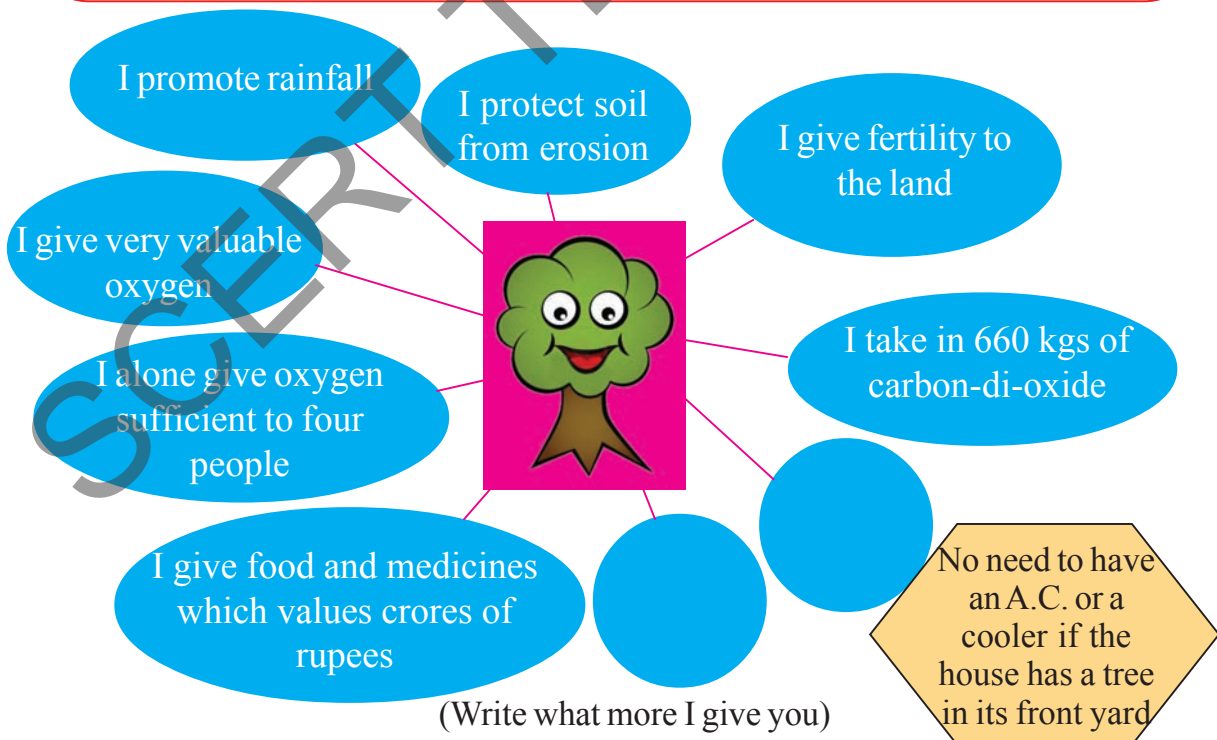 I promote rainfall
I protect soil
from erosion
I give fertility to
the land
I give very valuable
oxygen
I take in 660 kgs of
carbon-di-oxide
I alone give oxygen
sufficient to four
people
I give food and medicines
which values crores of
rupees
No need to have
an A.C. or a
cooler if the
house has a tree
in its front yard
(Write what more I give you)
SCERT